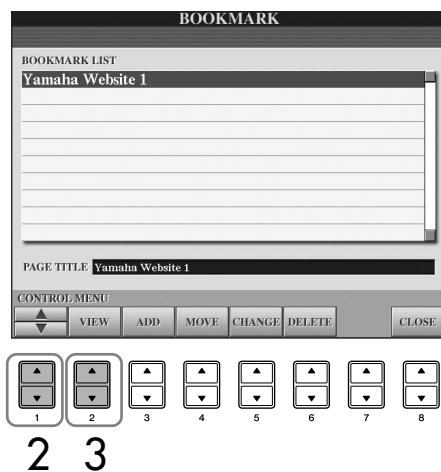 BOOKMARK
BOOKMARK LIST
Yamaha Website 1
PAGE TITLE Yamaha Website 1
CONTROL MENU
VIEW ADD MOVE CHANGE DELETE CLOSE
1 2 3 4 5 6 7 8
2 3